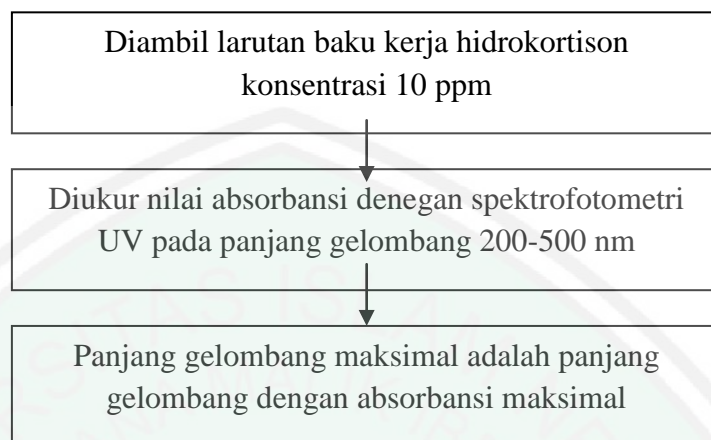 Diambil larutan baku kerja hidrokortison
konsentrasi 10 ppm
Diukur nilai absorbansi denegan spektrofotometri
UV pada panjang gelombang 200-500 nm
Panjang gelombang maksimal adalah panjang
gelombang dengan absorbansi maksimal